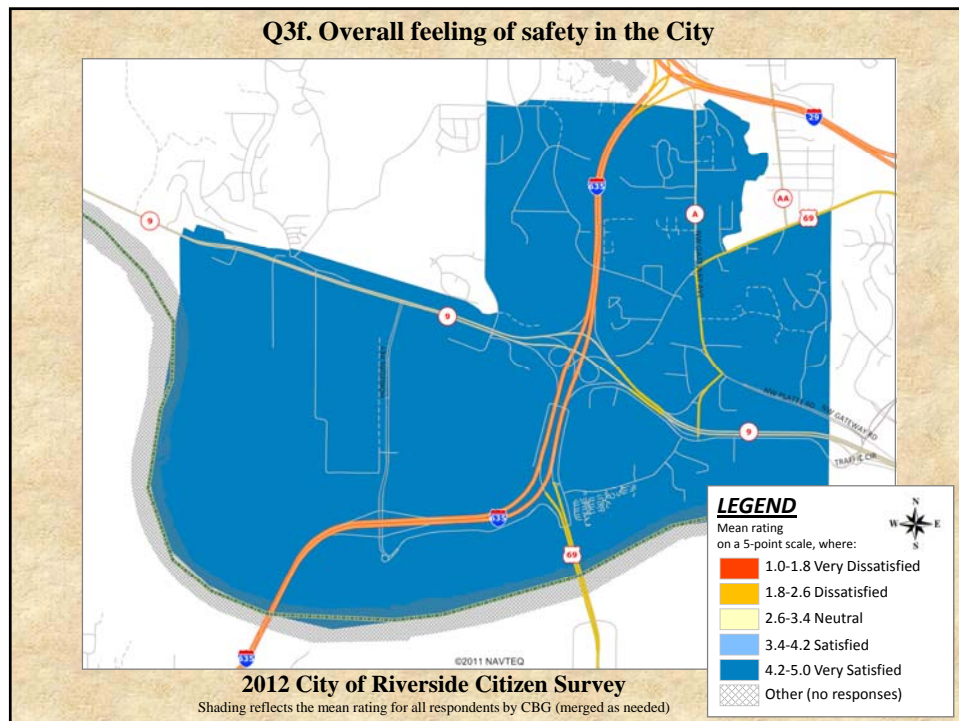 Q3f. Overall feeling of safety in the City
29
635
A
AA
69
9
9
NW PLATTE RD
NW GATEWAY RD
9
TRAFFIC CIR
635
69
635
©2011 NAVTEQ
LEGEND
Mean rating
on a 5-point scale, where:
N
W E
S
1.0-1.8 Very Dissatisfied
1.8-2.6 Dissatisfied
2.6-3.4 Neutral
3.4-4.2 Satisfied
4.2-5.0 Very Satisfied
Other (no responses)
2012 City of Riverside Citizen Survey
Shading reflects the mean rating for all respondents by CBG (merged as needed)